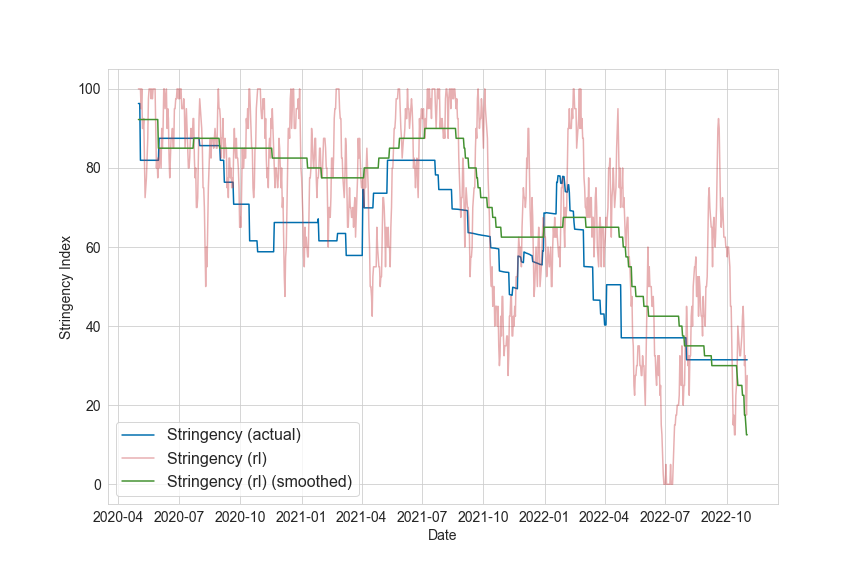 100
80
60
40
20
0
Stringency Index
Stringency (actual)
Stringency (rl)
Stringency (rl) (smoothed)
2020-04 2020-07 2020-10 2021-01 2021-04 2021-07 2021-10 2022-01 2022-04 2022-07 2022-10
Date